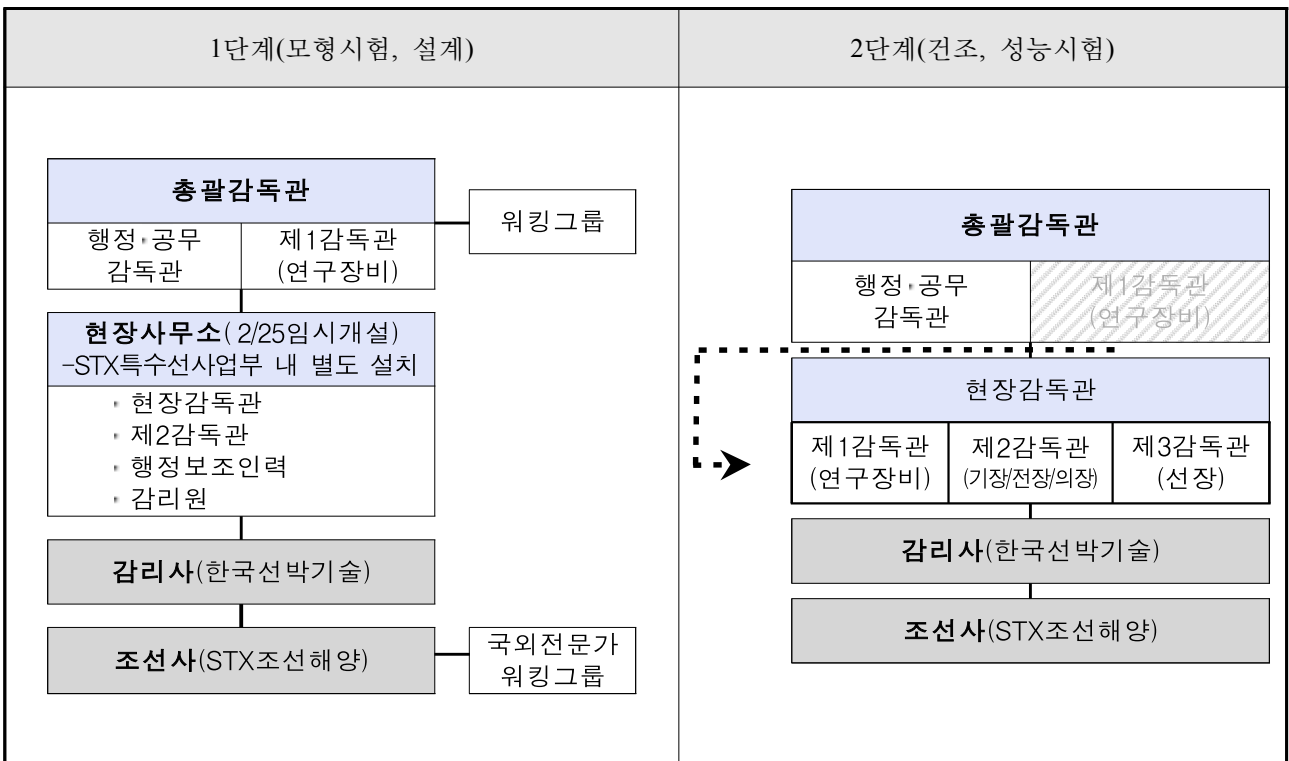 1단계(모형시험, 설계)
총괄감독관
행정·공무
감독관
제1감독관
(연구장비)
워킹그룹
현장사무소(2/25임시개설)
-STX특수선사업부 내 별도 설치
· 현장감독관
· 제2감독관
· 행정보조인력
· 감리원
감리사(한국선박기술)
조선사(STX조선해양)
국외전문가
워킹그룹
2단계(건조, 성능시험)
총괄감독관
행정·공무
감독관
제1감독관
(연구장비)
현장감독관
제1감독관
(연구장비)
제2감독관
(기장/전장/의장)
제3감독관
(선장)
감리사(한국선박기술)
조선사(STX조선해양)